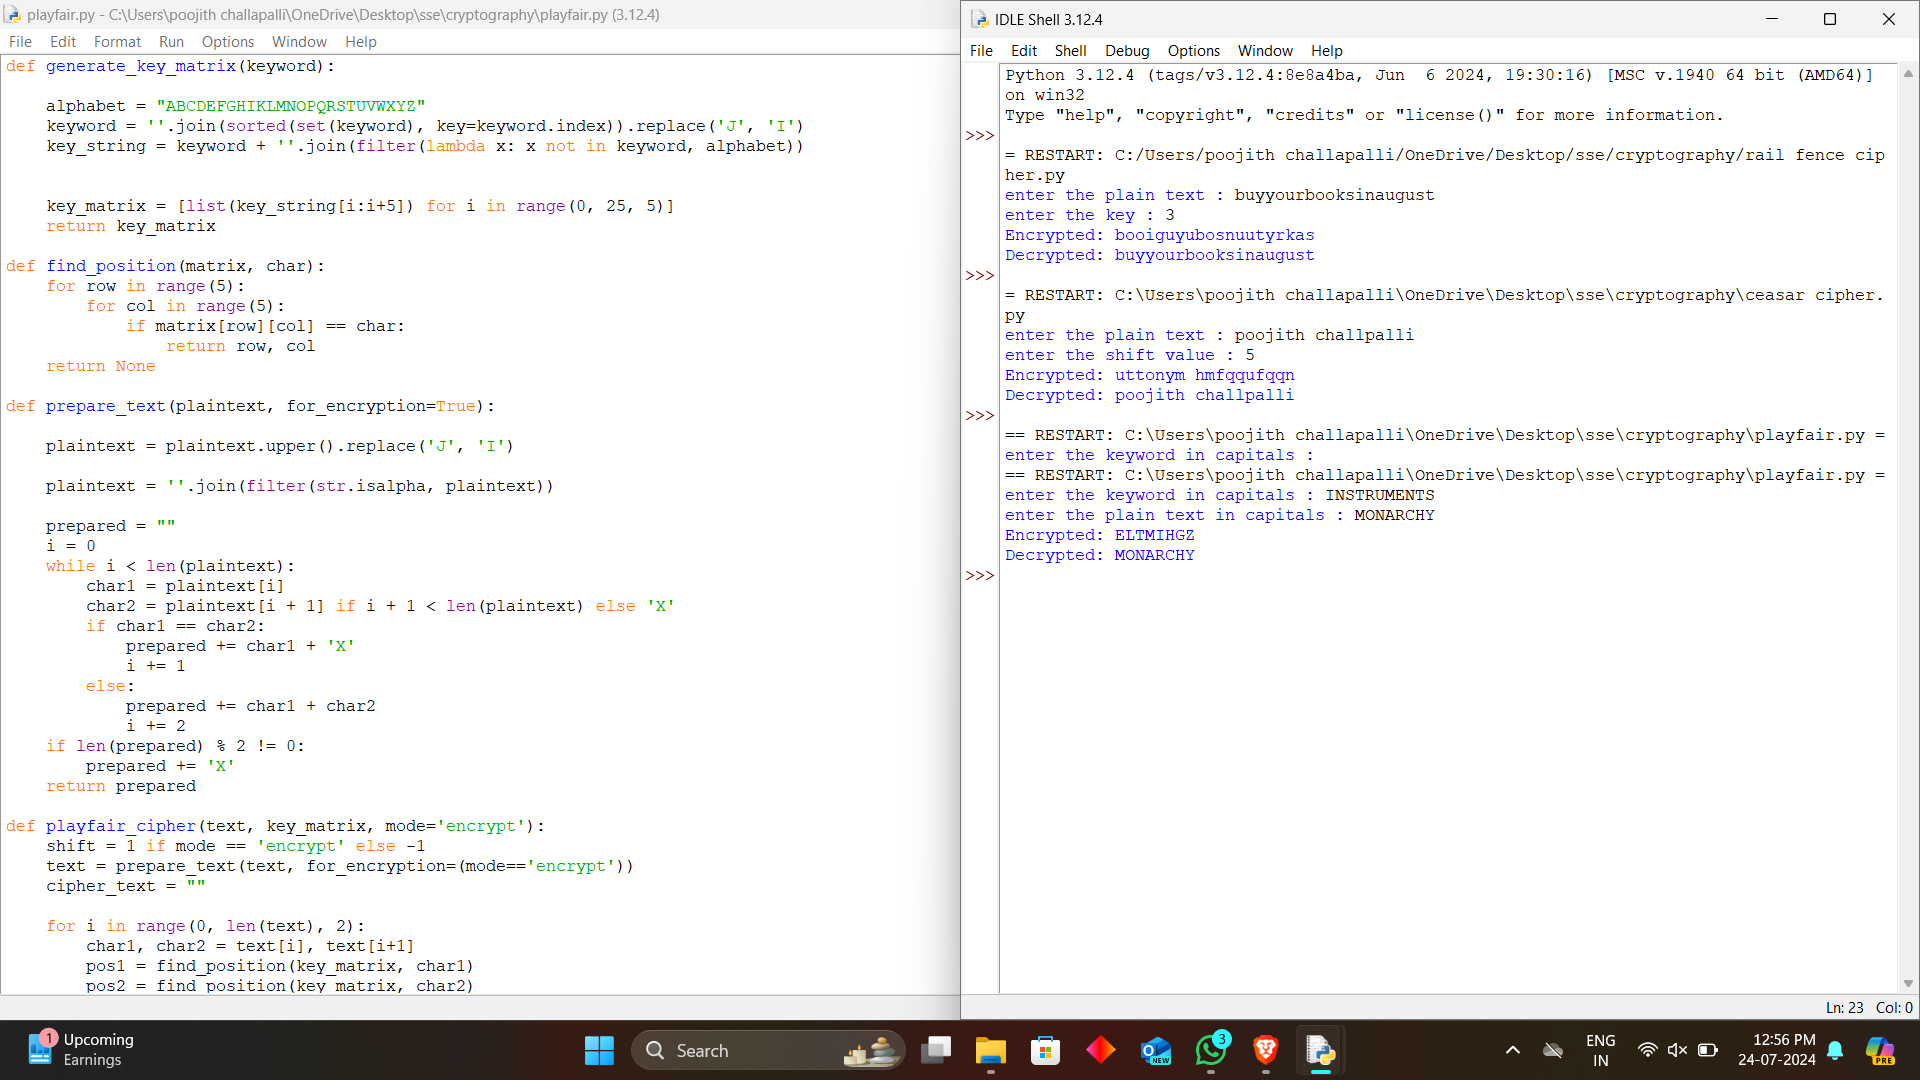 playfair.py - C:\Users\poojith challapalli\OneDrive\Desktop\sse\cryptography\playfair.py (3.12.4)
File Edit Format Run Options Window Help
def generate_key_matrix(keyword):
    alphabet = "ABCDEFGHIKLMNOPQRSTUVWXYZ"
    keyword = ''.join(sorted(set(keyword), key=keyword.index)).replace('J', 'I')
    key_string = keyword + ''.join(filter(lambda x: x not in keyword, alphabet))
    key_matrix = [list(key_string[i:i+5]) for i in range(0, 25, 5)]
    return key_matrix
def find_position(matrix, char):
    for row in range(5):
        for col in range(5):
            if matrix[row][col] == char:
                return row, col
    return None
def prepare_text(plaintext, for_encryption=True):
    plaintext = plaintext.upper().replace('J', 'I')
    plaintext = ''.join(filter(str.isalpha, plaintext))
    prepared = ""
    i = 0
    while i < len(plaintext):
        char1 = plaintext[i]
        char2 = plaintext[i + 1] if i + 1 < len(plaintext) else 'X'
        if char1 == char2:
            prepared += char1 + 'X'
            i += 1
        else:
            prepared += char1 + char2
            i += 2
    if len(prepared) % 2 != 0:
        prepared += 'X'
    return prepared
def playfair_cipher(text, key_matrix, mode='encrypt'):
    shift = 1 if mode == 'encrypt' else -1
    text = prepare_text(text, for_encryption=(mode=='encrypt'))
    cipher_text = ""
    for i in range(0, len(text), 2):
        char1, char2 = text[i], text[i+1]
        pos1 = find_position(key_matrix, char1)
        pos2 = find_position(key_matrix, char2)
IDLE Shell 3.12.4
File Edit Shell Debug Options Window Help
Python 3.12.4 (tags/v3.12.4:8e8a4ba, Jun  6 2024, 19:30:16) [MSC v.1940 64 bit (AMD64)]
on win32
Type "help", "copyright", "credits" or "license()" for more information.
>>>
= RESTART: C:/Users/poojith challapalli/OneDrive/Desktop/sse/cryptography/rail fence cip
her.py
enter the plain text : buyyourbooksinaugust
enter the key : 3
Encrypted: booiguyubosnuutyrkas
Decrypted: buyyourbooksinaugust
>>>
= RESTART: C:\Users\poojith challapalli\OneDrive\Desktop\sse\cryptography\ceasar cipher.
py
enter the plain text : poojith challpalli
enter the shift value : 5
Encrypted: uttonym hmfqqufqqn
Decrypted: poojith challpalli
>>>
== RESTART: C:\Users\poojith challapalli\OneDrive\Desktop\sse\cryptography\playfair.py =
enter the keyword in capitals :
== RESTART: C:\Users\poojith challapalli\OneDrive\Desktop\sse\cryptography\playfair.py =
enter the keyword in capitals : INSTRUMENTS
enter the plain text in capitals : MONARCHY
Encrypted: ELTMIHGZ
Decrypted: MONARCHY
>>>
Ln: 23 Col: 0
1
Upcoming
Earnings
Search
NEW
3
ENG
IN
12:56 PM
24-07-2024
PRE